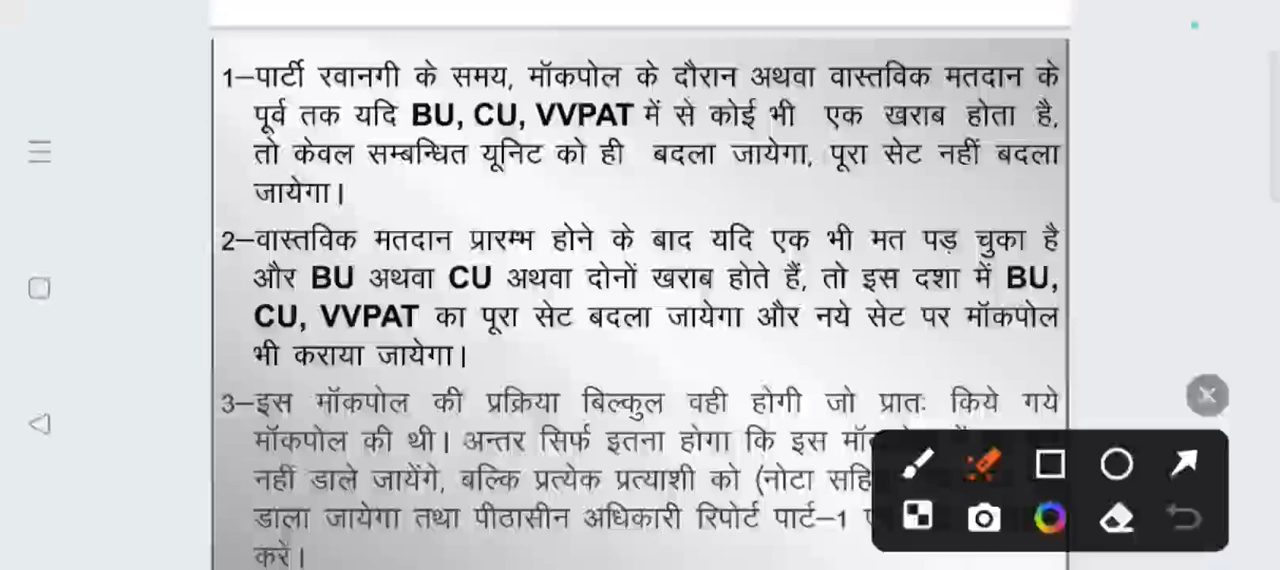 1–पार्टी रवानगी के समय, मॉकपोल के दौरान अथवा वास्तविक मतदान के
पूर्व तक यदि BU, CU, VVPAT में से कोई भी एक खराब होता है,
तो केवल सम्बन्धित यूनिट को ही बदला जायेगा, पूरा सेट नहीं बदला
जायेगा।
2–वास्तविक मतदान प्रारम्भ होने के बाद यदि एक भी मत पड़ चुका है
और BU अथवा CU अथवा दोनों खराब होते हैं, तो इस दशा में BU,
CU, VVPAT का पूरा सेट बदला जायेगा और नये सेट पर मॉकपोल
भी कराया जायेगा।
3–इस मॉकपोल की प्रक्रिया बिल्कुल वही होगी जो प्रातः किये गये
मॉकपोल की थी। अन्तर सिर्फ इतना होगा कि इस
नहीं डाले जायेंगे, बल्कि प्रत्येक प्रत्याशी को (नोटा
डाला जायेगा तथा पीठासीन अधिकारी रिपोर्ट पार्ट–1
करें।